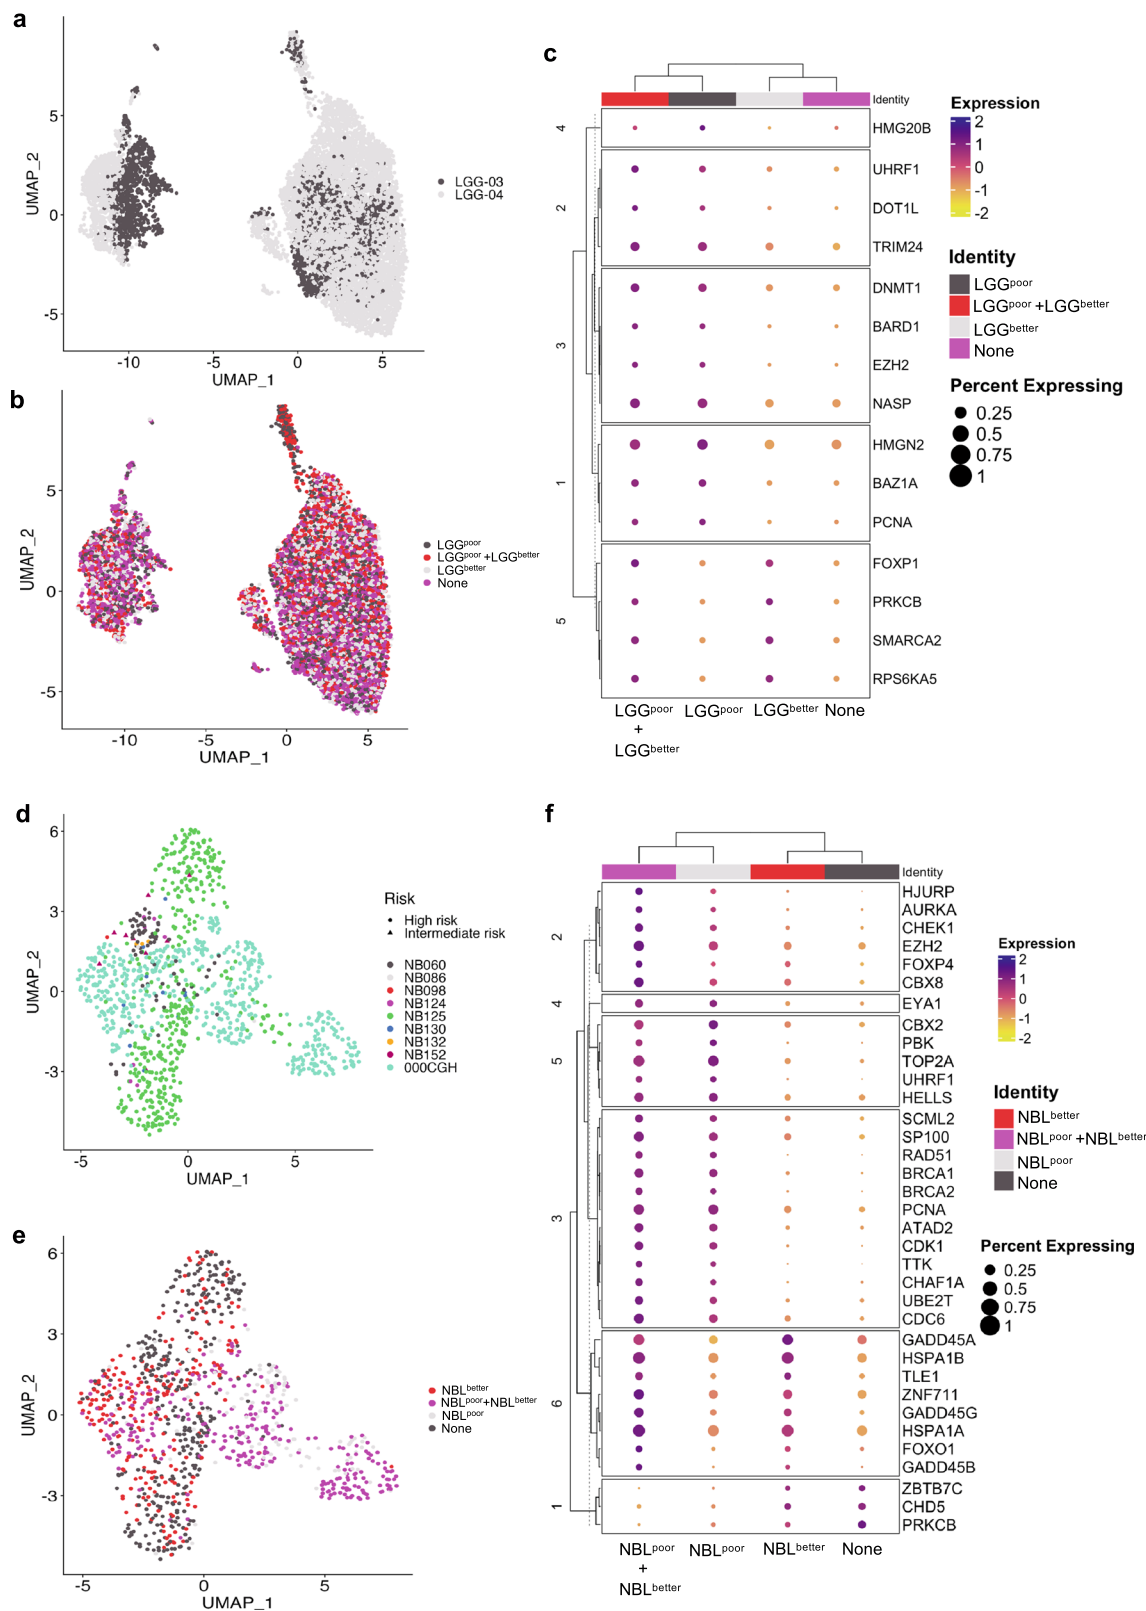 a
UMAP_2
5
0
-5
-10
-5
0
5
UMAP_1
LGG-03
LGG-04
b
UMAP_2
5
0
-5
-10
-5
0
5
UMAP_1
LGGpoor
LGGpoor +LGGbetter
LGGbetter
None
c
Identity
4
HMG20B
2
UHRF1
DOT1L
TRIM24
3
DNMT1
BARD1
EZH2
NASP
1
HMGN2
BAZ1A
PCNA
5
FOXP1
PRKCB
SMARCA2
RPS6KA5
LGGpoor + LGGbetter
LGGpoor
LGGbetter
None
Expression
2
1
0
-1
-2
Identity
LGGpoor
LGGpoor +LGGbetter
LGGbetter
None
Percent Expressing
0.25
0.5
0.75
1
d
UMAP_2
6
3
0
-3
-5
0
5
UMAP_1
Risk
High risk
Intermediate risk
NB060
NB086
NB098
NB124
NB125
NB130
NB132
NB152
000CGH
e
UMAP_2
6
3
0
-3
-5
0
5
UMAP_1
NBLbetter
NBLpoor+NBLbetter
NBLpoor
None
f
Identity
2
HJURP
AURKA
CHEK1
EZH2
FOXP4
CBX8
4
EYA1
5
CBX2
PBK
TOP2A
UHRF1
HELLS
3
SCML2
SP100
RAD51
BRCA1
BRCA2
PCNA
ATAD2
CDK1
TTK
CHAF1A
UBE2T
CDC6
6
GADD45A
HSPA1B
TLE1
ZNF711
GADD45G
HSPA1A
FOXO1
GADD45B
1
ZBTB7C
CHD5
PRKCB
NBLpoor + NBLbetter
NBLpoor
NBLbetter
None
Expression
2
1
0
-1
-2
Identity
NBLbetter
NBLpoor +NBLbetter
NBLpoor
None
Percent Expressing
0.25
0.5
0.75
1